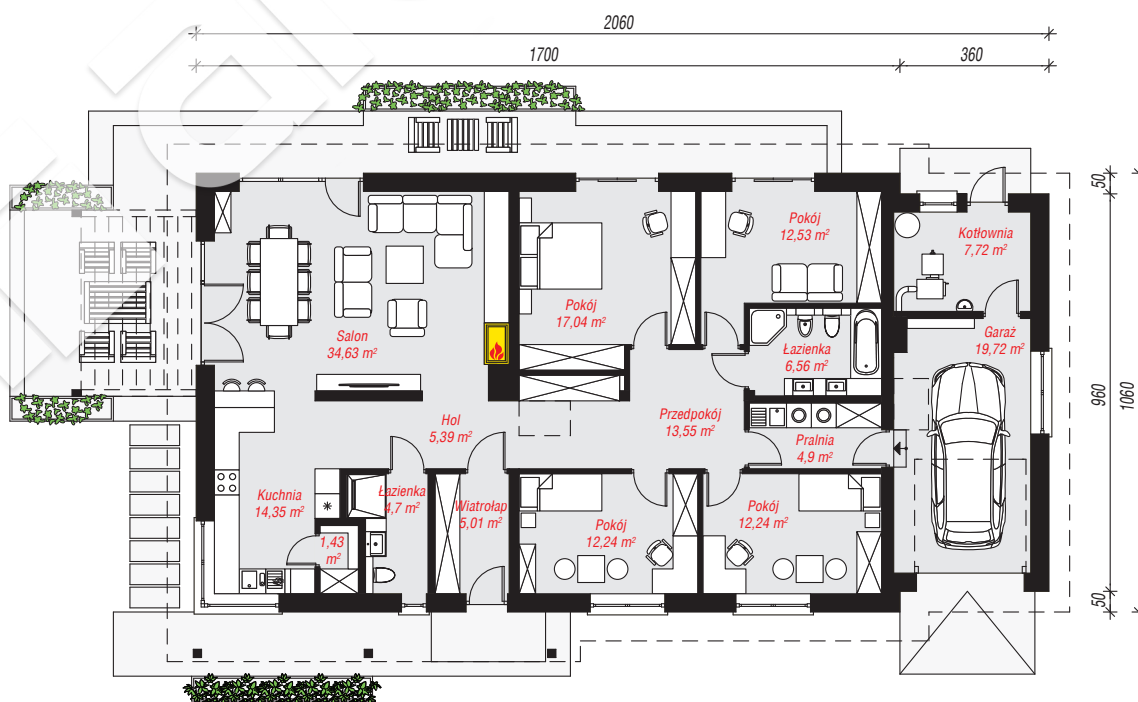 2060
1700
360
50
960
1060
50
Pokój
12,53 m²
Kotłownia
7,72 m²
Pokój
17,04 m²
Salon
34,63 m²
Łazienka
6,56 m²
Garaż
19,72 m²
Hol
5,39 m²
Przedpokój
13,55 m²
Pralnia
4,9 m²
Kuchnia
14,35 m²
Łazienka
4,7 m²
Wiatrołap
5,01 m²
Pokój
12,24 m²
Pokój
12,24 m²
1,43
m²